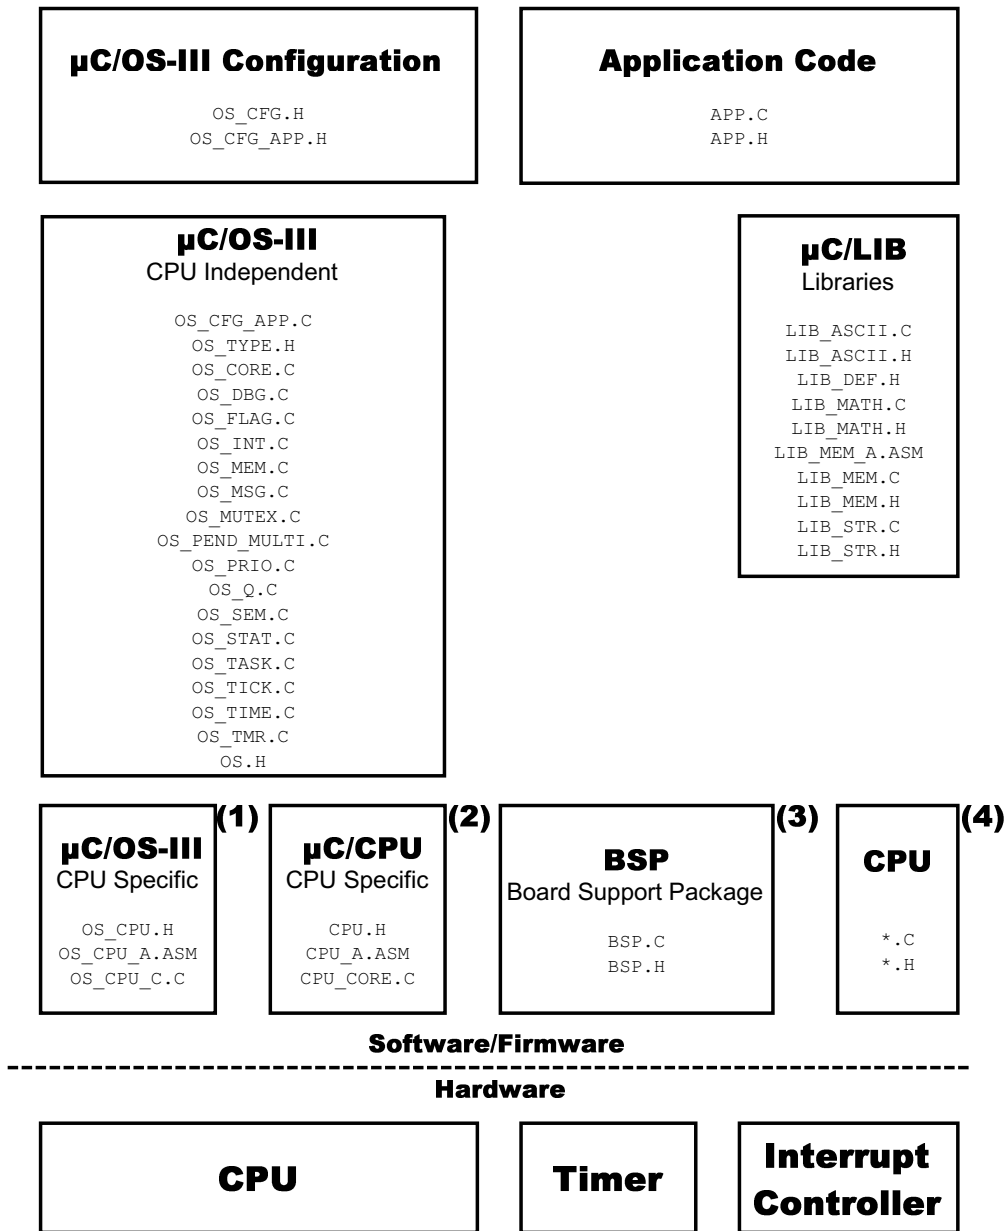 µC/OS-III Configuration
OS_CFG.H
OS_CFG_APP.H
Application Code
APP.C
APP.H
µC/OS-III
CPU Independent
OS_CFG_APP.C
OS_TYPE.H
OS_CORE.C
OS_DBG.C
OS_FLAG.C
OS_INT.C
OS_MEM.C
OS_MSG.C
OS_MUTEX.C
OS_PEND_MULTI.C
OS_PRIO.C
OS_Q.C
OS_SEM.C
OS_STAT.C
OS_TASK.C
OS_TICK.C
OS_TIME.C
OS_TMR.C
OS.H
µC/LIB
Libraries
LIB_ASCII.C
LIB_ASCII.H
LIB_DEF.H
LIB_MATH.C
LIB_MATH.H
LIB_MEM_A.ASM
LIB_MEM.C
LIB_MEM.H
LIB_STR.C
LIB_STR.H
(1)
µC/OS-III
CPU Specific
OS_CPU.H
OS_CPU_A.ASM
OS_CPU_C.C
(2)
µC/CPU
CPU Specific
CPU.H
CPU_A.ASM
CPU_CORE.C
(3)
BSP
Board Support Package
BSP.C
BSP.H
(4)
CPU
*.C
*.H
Software/Firmware
Hardware
CPU
Timer
Interrupt
Controller